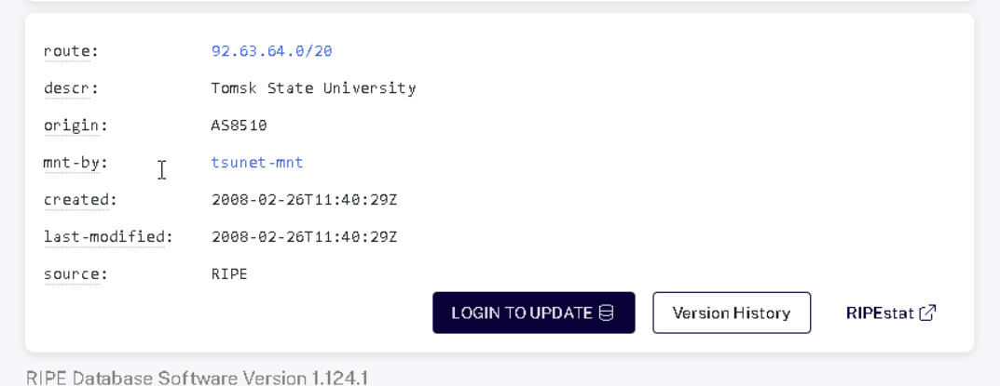 route: 92.63.64.0/20
descr: Tomsk State University
origin: AS8510
mnt-by: tsunet-mnt
created: 2008-02-26T11:40:29Z
last-modified: 2008-02-26T11:40:29Z
source: RIPE
LOGIN TO UPDATE Version History RIPEstat
RIPE Database Software Version 1.124.1